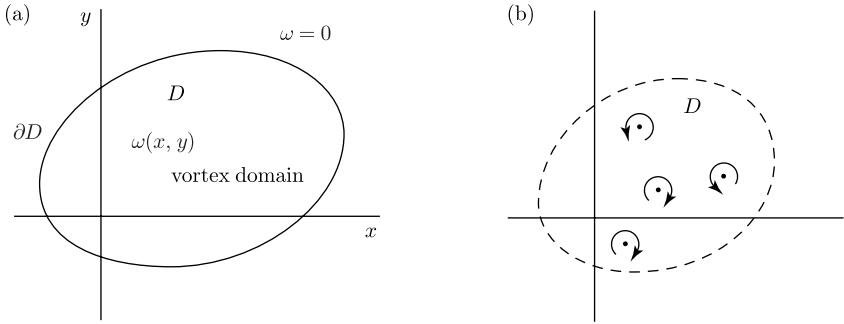 (a)
y
ω = 0
D
∂D
ω(x, y)
vortex domain
x
(b)
D